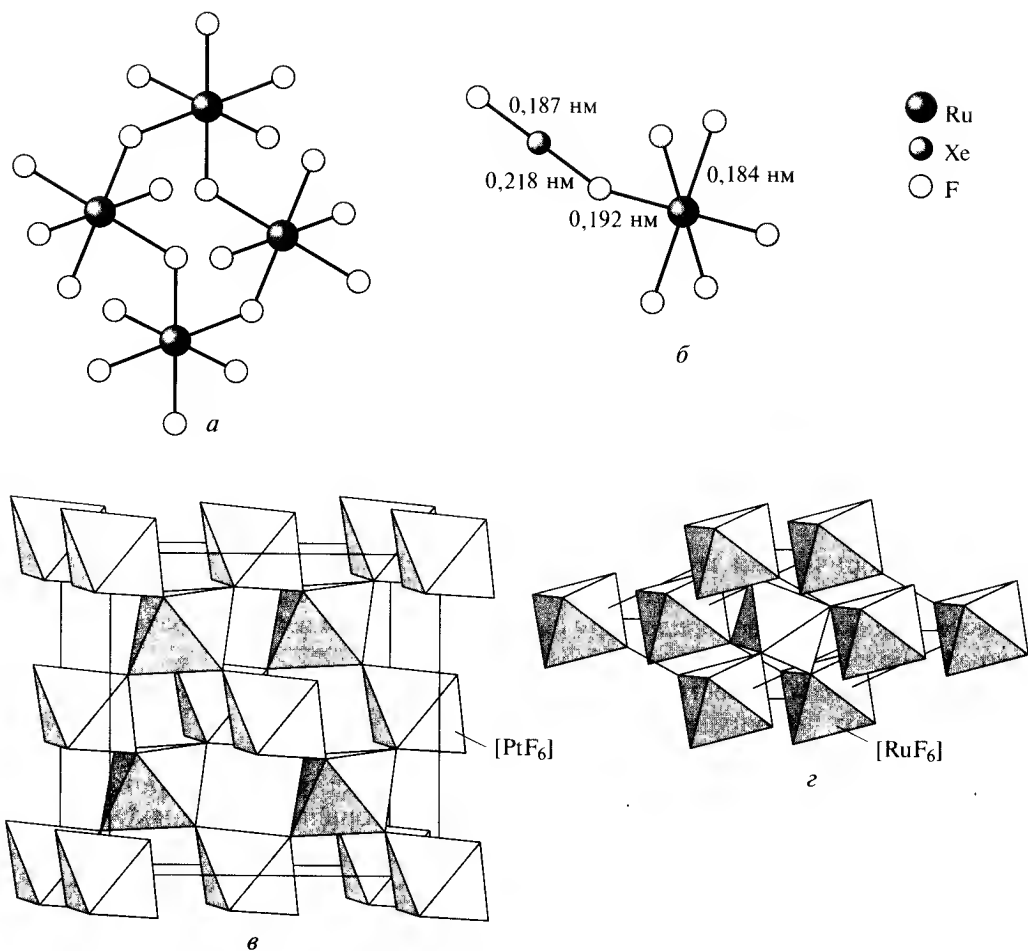 0,187 нм
0,218 нм
0,192 нм
0,184 нм
Ru
Xe
F
а
б
[PtF₆]
[RuF₆]
в
г